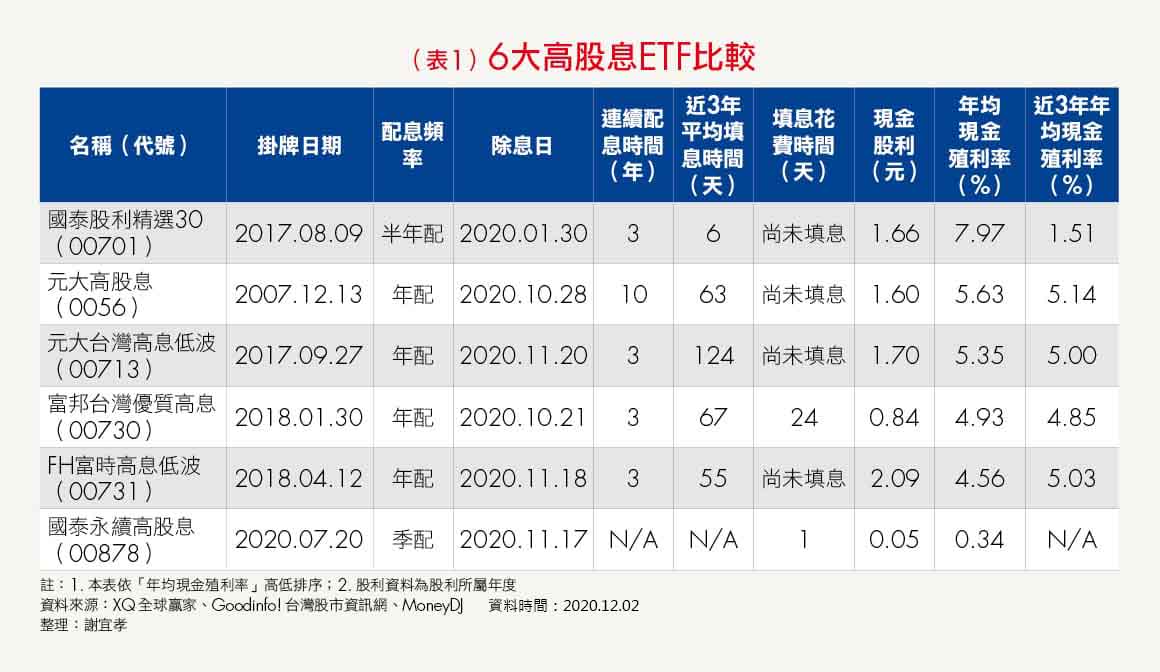 （表1）6大高股息ETF比較
名稱（代號） 掛牌日期 配息頻率 除息日 連續配息時間（年） 近3年平均填息時間（天） 填息花費時間（天） 現金股利（元） 年均現金殖利率（%） 近3年年均現金殖利率（%）
國泰股利精選30（00701） 2017.08.09 半年配 2020.01.30 3 6 尚未填息 1.66 7.97 1.51
元大高股息（0056） 2007.12.13 年配 2020.10.28 10 63 尚未填息 1.60 5.63 5.14
元大台灣高息低波（00713） 2017.09.27 年配 2020.11.20 3 124 尚未填息 1.70 5.35 5.00
富邦台灣優質高息（00730） 2018.01.30 年配 2020.10.21 3 67 24 0.84 4.93 4.85
FH富時高息低波（00731） 2018.04.12 年配 2020.11.18 3 55 尚未填息 2.09 4.56 5.03
國泰永續高股息（00878） 2020.07.20 季配 2020.11.17 N/A N/A 1 0.05 0.34 N/A
註：1. 本表依「年均現金殖利率」高低排序；2. 股利資料為股利所屬年度
資料來源：XQ全球贏家、Goodinfo! 台灣股市資訊網、MoneyDJ 資料時間：2020.12.02
整理：謝宜孝